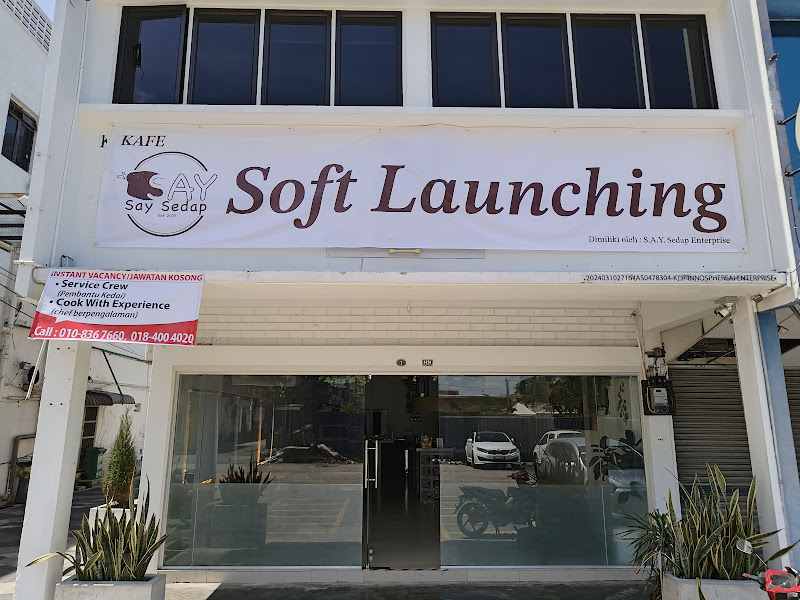 KAFE
SAY
Say Sedap
Soft Launching
Dimiliki oleh : S.A.Y. Sedap Enterprise
INSTANT VACANCY/JAWATAN KOSONG
• Service Crew
(Pembantu Kedai)
• Cook With Experience
(chef berpengalaman)
Call : 010-836 7660, 018-400 4020